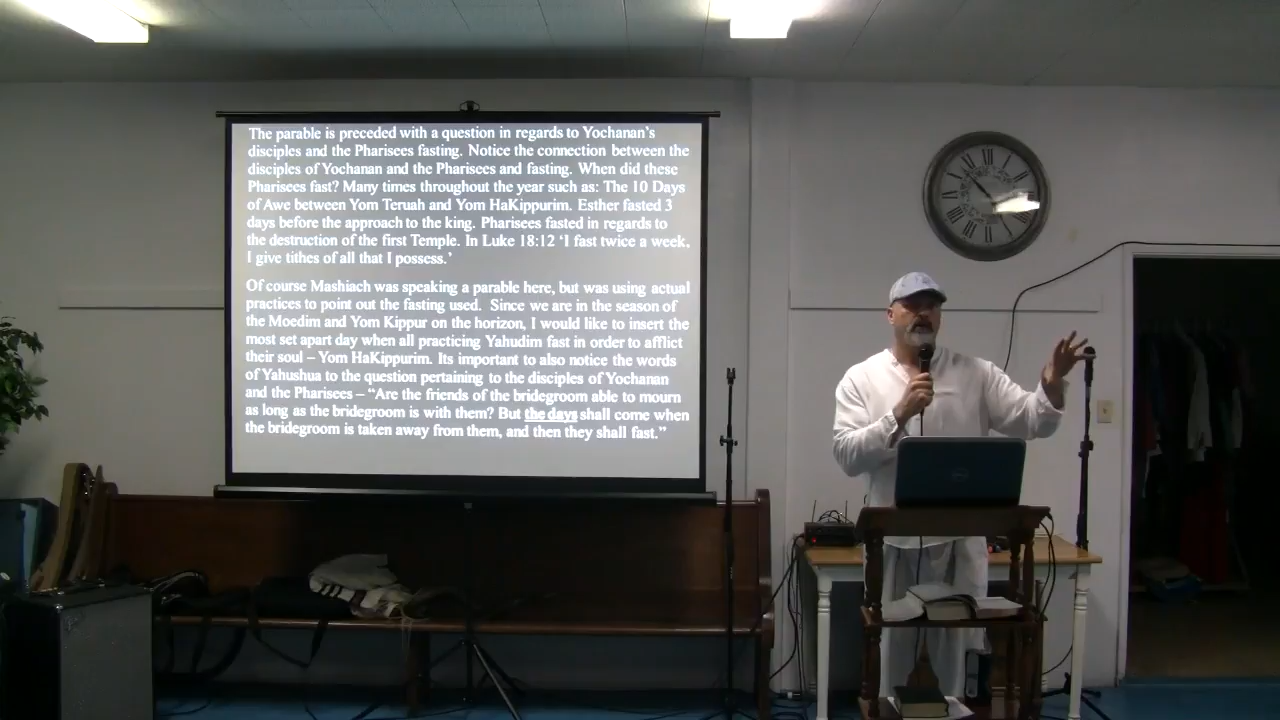 The parable is preceded with a question in regards to Yochanan's
disciples and the Pharisees fasting. Notice the connection between the
disciples of Yochanan and the Pharisees and fasting. When did these
Pharisees fast? Many times throughout the year such as: The 10 Days
of Awe between Yom Teruah and Yom HaKippurim. Esther fasted 3
days before the approach to the king. Pharisees fasted in regards to
the destruction of the first Temple. In Luke 18:12 'I fast twice a week,
I give tithes of all that I possess.'
Of course Mashiach was speaking a parable here, but was using actual
practices to point out the fasting used. Since we are in the season of
the Moedim and Yom Kippur on the horizon, I would like to insert the
most set apart day when all practicing Yahudim fast in order to afflict
their soul – Yom HaKippurim. Its important to also notice the words
of Yahushua to the question pertaining to the disciples of Yochanan
and the Pharisees – "Are the friends of the bridegroom able to mourn
as long as the bridegroom is with them? But the days shall come when
the bridegroom is taken away from them, and then they shall fast."